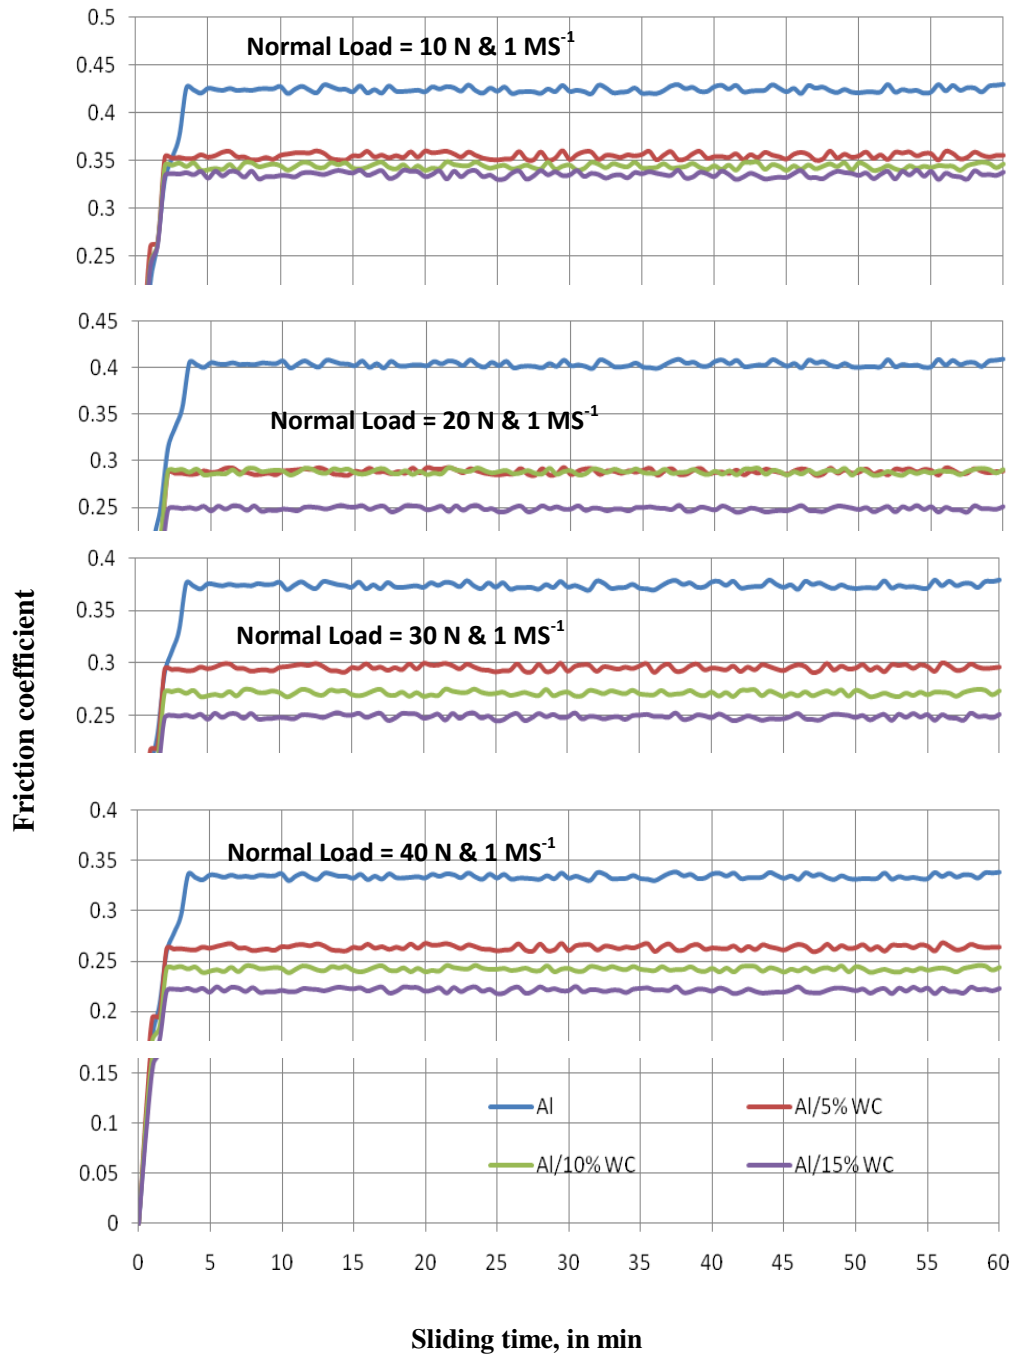 0.5
Normal Load = 10 N & 1 MS-1
0.45
0.4
0.35
0.3
0.25
0.45
0.4
0.35
Normal Load = 20 N & 1 MS-1
0.3
0.25
0.4
0.35
Normal Load = 30 N & 1 MS-1
0.3
0.25
Friction coefficient
0.4
Normal Load = 40 N & 1 MS-1
0.35
0.3
0.25
0.2
0.15
Al Al/5% WC
0.1
Al/10% WC Al/15% WC
0.05
0
0 5 10 15 20 25 30 35 40 45 50 55 60
Sliding time, in min